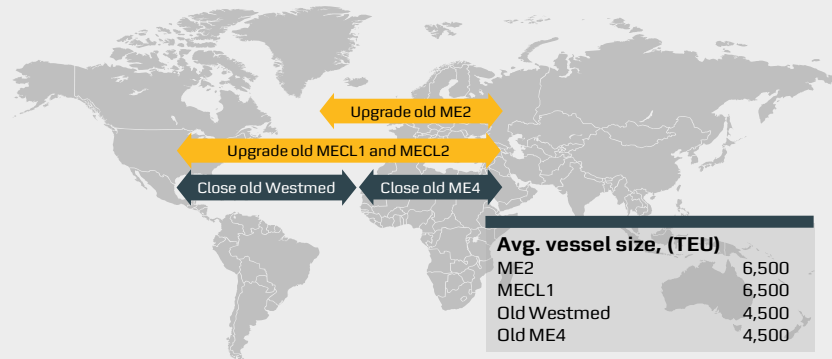 Upgrade old ME2
Upgrade old MECL1 and MECL2
Close old Westmed
Close old ME4
Avg. vessel size, (TEU)
ME2 6,500
MECL1 6,500
Old Westmed 4,500
Old ME4 4,500